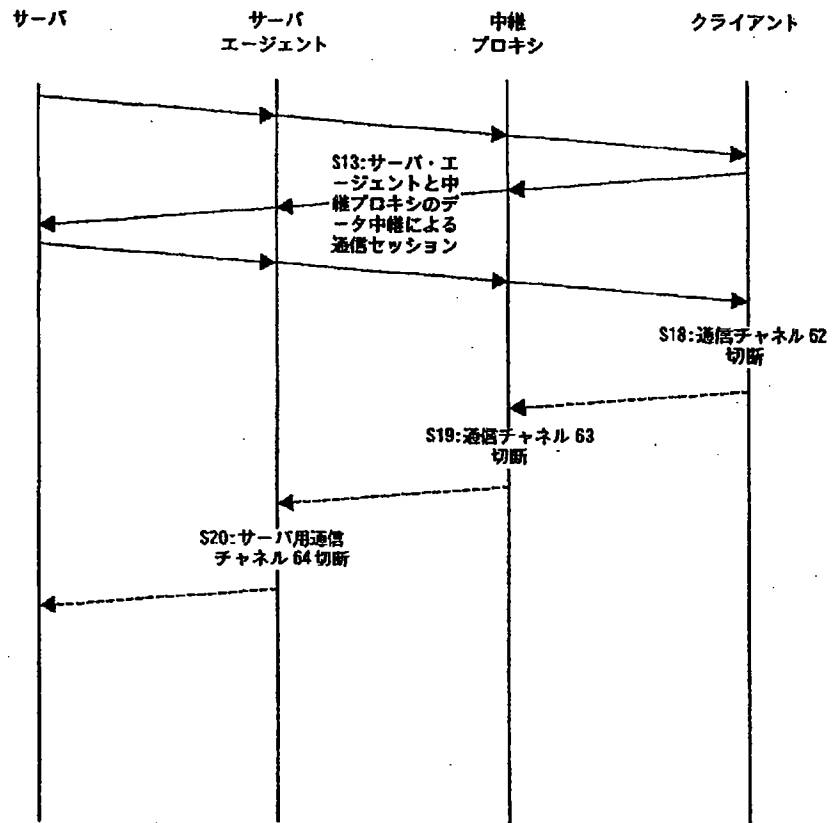 サーバ
サーバ
エージェント
中継
プロキシ
クライアント
S13:サーバ・エ
ージェントと中
継プロキシのデ
ータ中継による
通信セッション
S18:通信チャネル 62
切断
S19:通信チャネル 63
切断
S20:サーバ用通信
チャネル 64 切断